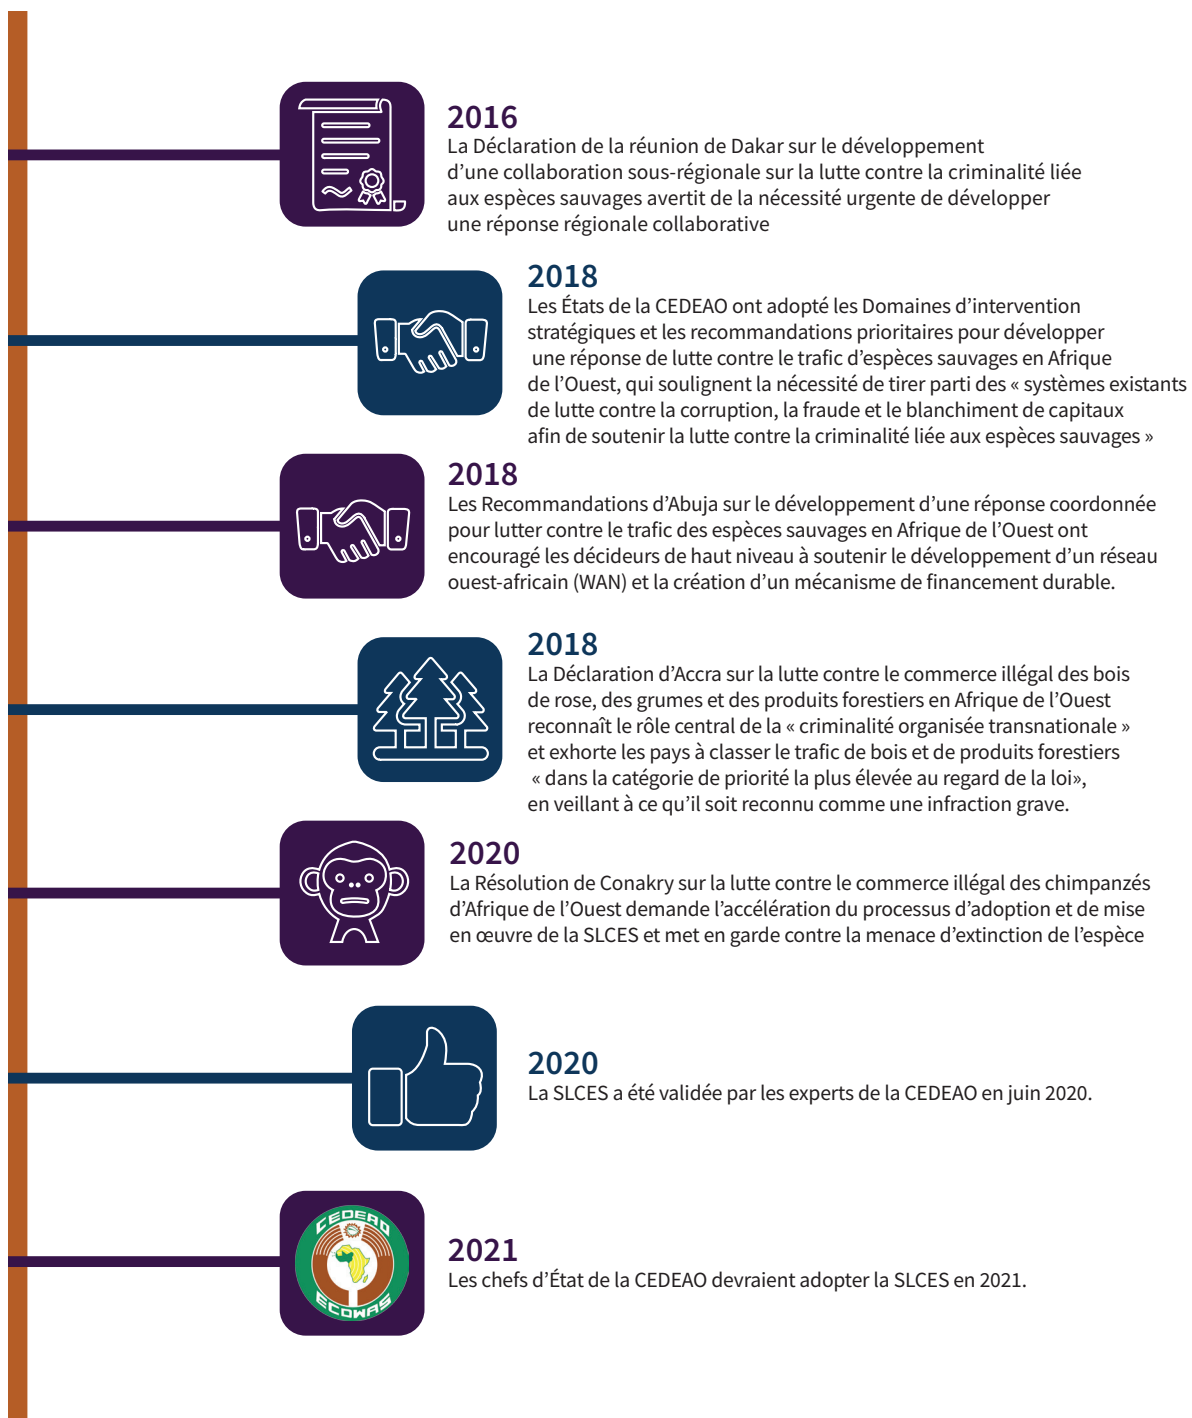 2016
La Déclaration de la réunion de Dakar sur le développement
d’une collaboration sous-régionale sur la lutte contre la criminalité liée
aux espèces sauvages avertit de la nécessité urgente de développer
une réponse régionale collaborative
2018
Les États de la CEDEAO ont adopté les Domaines d’intervention
stratégiques et les recommandations prioritaires pour développer
une réponse de lutte contre le trafic d’espèces sauvages en Afrique
de l’Ouest, qui soulignent la nécessité de tirer parti des « systèmes existants
de lutte contre la corruption, la fraude et le blanchiment de capitaux
afin de soutenir la lutte contre la criminalité liée aux espèces sauvages »
2018
Les Recommandations d’Abuja sur le développement d’une réponse coordonnée
pour lutter contre le trafic des espèces sauvages en Afrique de l’Ouest ont
encouragé les décideurs de haut niveau à soutenir le développement d’un réseau
ouest-africain (WAN) et la création d’un mécanisme de financement durable.
2018
La Déclaration d’Accra sur la lutte contre le commerce illégal des bois
de rose, des grumes et des produits forestiers en Afrique de l’Ouest
reconnaît le rôle central de la « criminalité organisée transnationale »
et exhorte les pays à classer le trafic de bois et de produits forestiers
« dans la catégorie de priorité la plus élevée au regard de la loi»,
en veillant à ce qu’il soit reconnu comme une infraction grave.
2020
La Résolution de Conakry sur la lutte contre le commerce illégal des chimpanzés
d’Afrique de l’Ouest demande l’accélération du processus d’adoption et de mise
en œuvre de la SLCES et met en garde contre la menace d’extinction de l’espèce
2020
La SLCES a été validée par les experts de la CEDEAO en juin 2020.
CEDEAO
ECOWAS
2021
Les chefs d’État de la CEDEAO devraient adopter la SLCES en 2021.